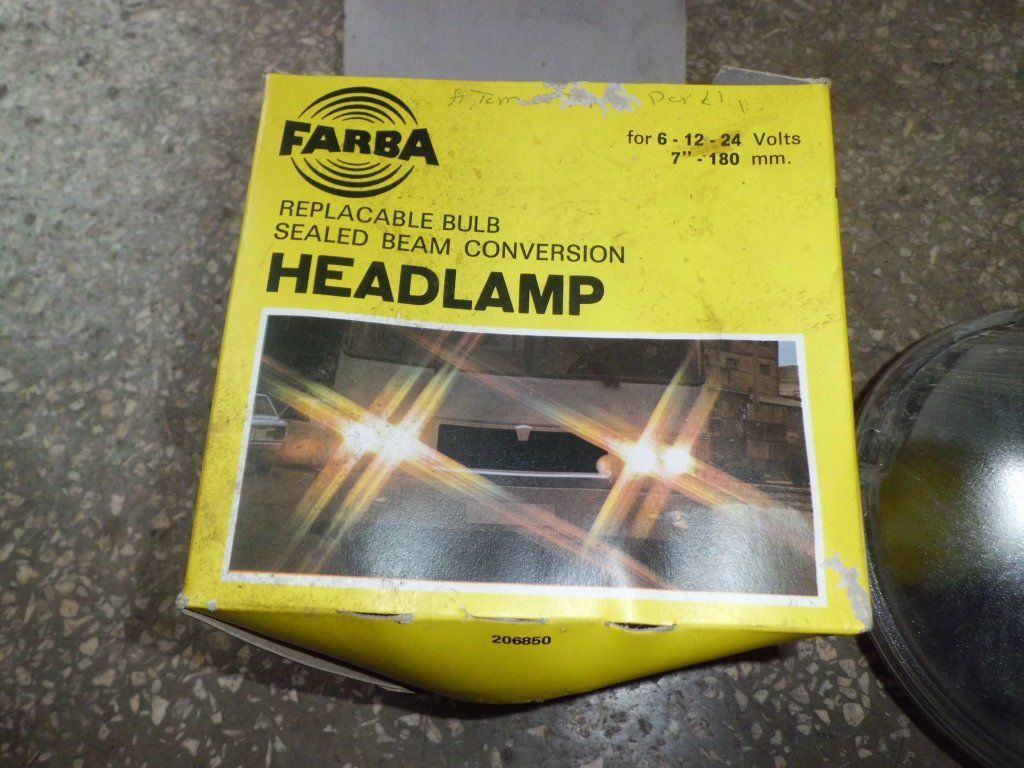 FARBA
for 6 - 12 - 24 Volts
7" - 180 mm.
REPLACABLE BULB
SEALED BEAM CONVERSION
HEADLAMP
206850